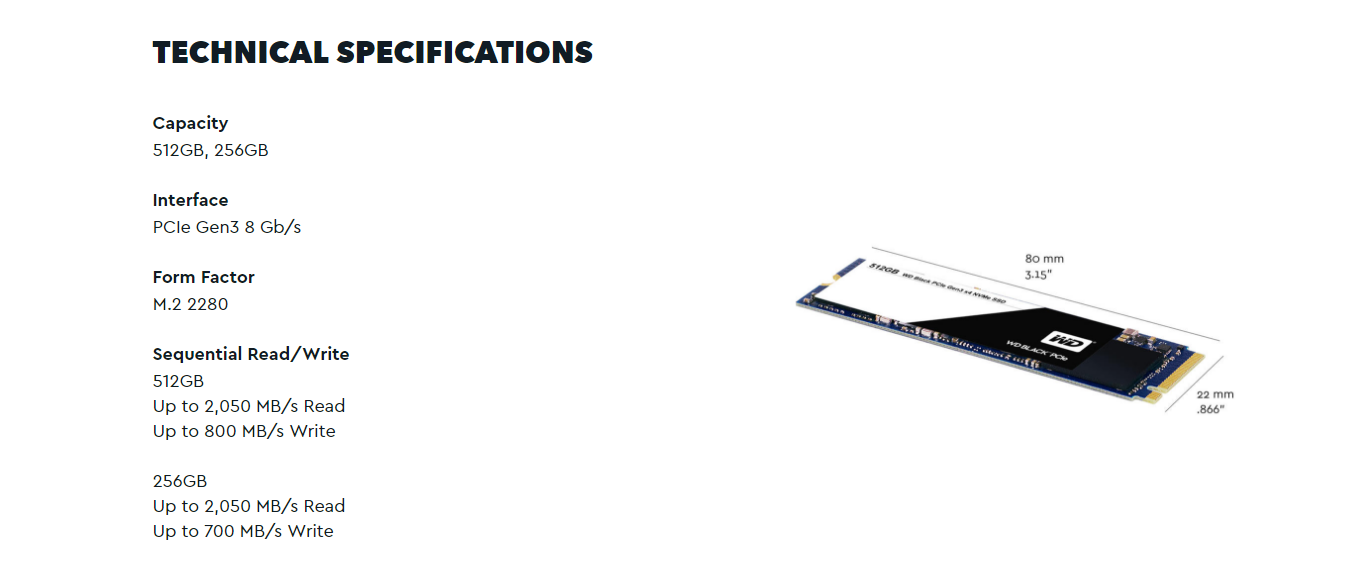 TECHNICAL SPECIFICATIONS
Capacity
512GB, 256GB
Interface
PCIe Gen3 8 Gb/s
Form Factor
M.2 2280
Sequential Read/Write
512GB
Up to 2,050 MB/s Read
Up to 800 MB/s Write
256GB
Up to 2,050 MB/s Read
Up to 700 MB/s Write
80 mm
3.15"
512GB WD Black PCIe Gen3 x4 NVMe SSD
WD
WD BLACK™ PCIe
22 mm
.866"